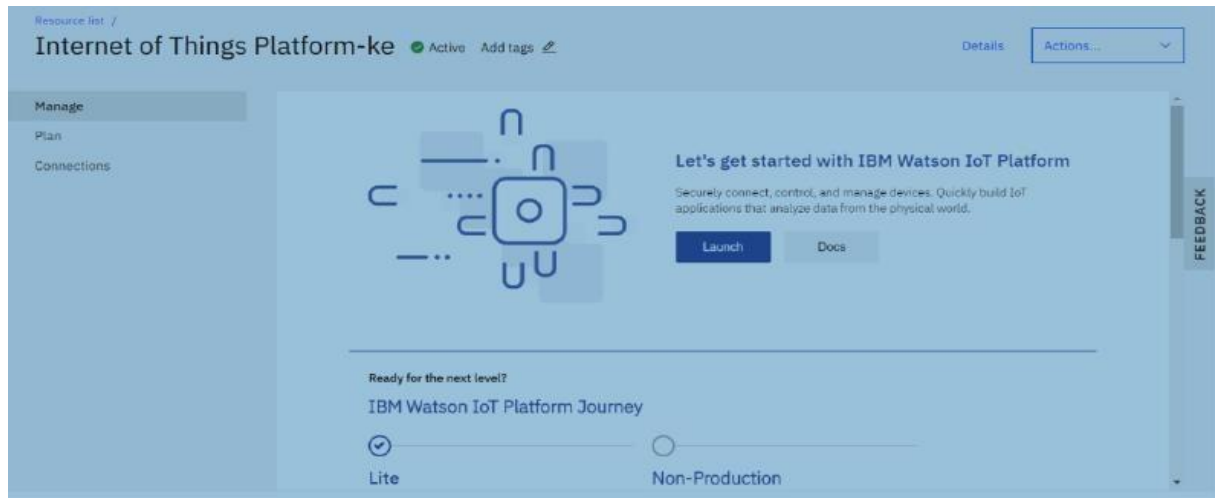 Resource list /
Internet of Things Platform-ke Active Add tags
Details
Actions...
Manage
Plan
Connections
Let's get started with IBM Watson IoT Platform
Securely connect, control, and manage devices. Quickly build IoT
applications that analyze data from the physical world.
Launch
Docs
FEEDBACK
Ready for the next level?
IBM Watson IoT Platform Journey
Lite
Non-Production